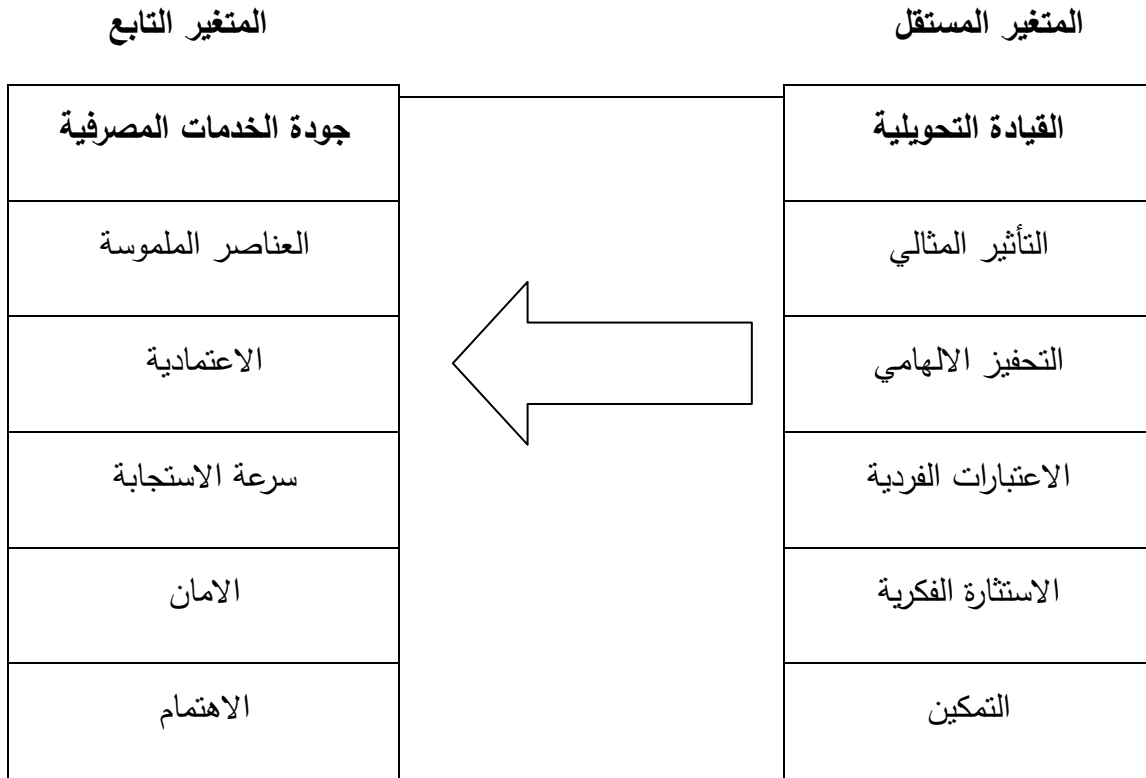 المتغير المستقل
المتغير التابع
القيادة التحويلية
جودة الخدمات المصرفية
التأثير المثالي
العناصر الملموسة
التحفيز الالهامي
الاعتمادية
الاعتبارات الفردية
سرعة الاستجابة
الاستثارة الفكرية
الامان
التمكين
الاهتمام